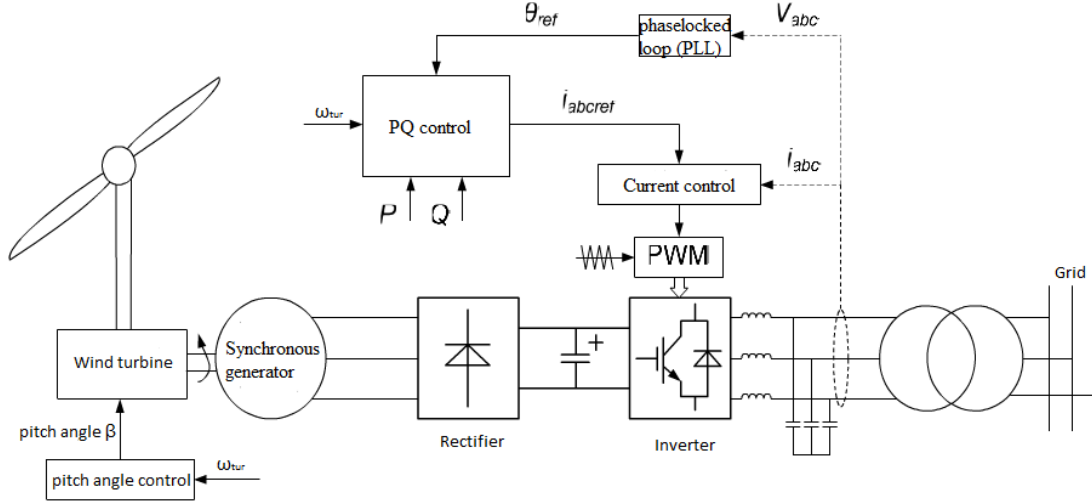 θref
phaselocked
loop (PLL)
Vabc
ωtur
PQ control
iabcref
iabc
Current control
P
Q
PWM
Grid
Wind turbine
Synchronous
generator
+
pitch angle β
Rectifier
Inverter
pitch angle control
ωtur